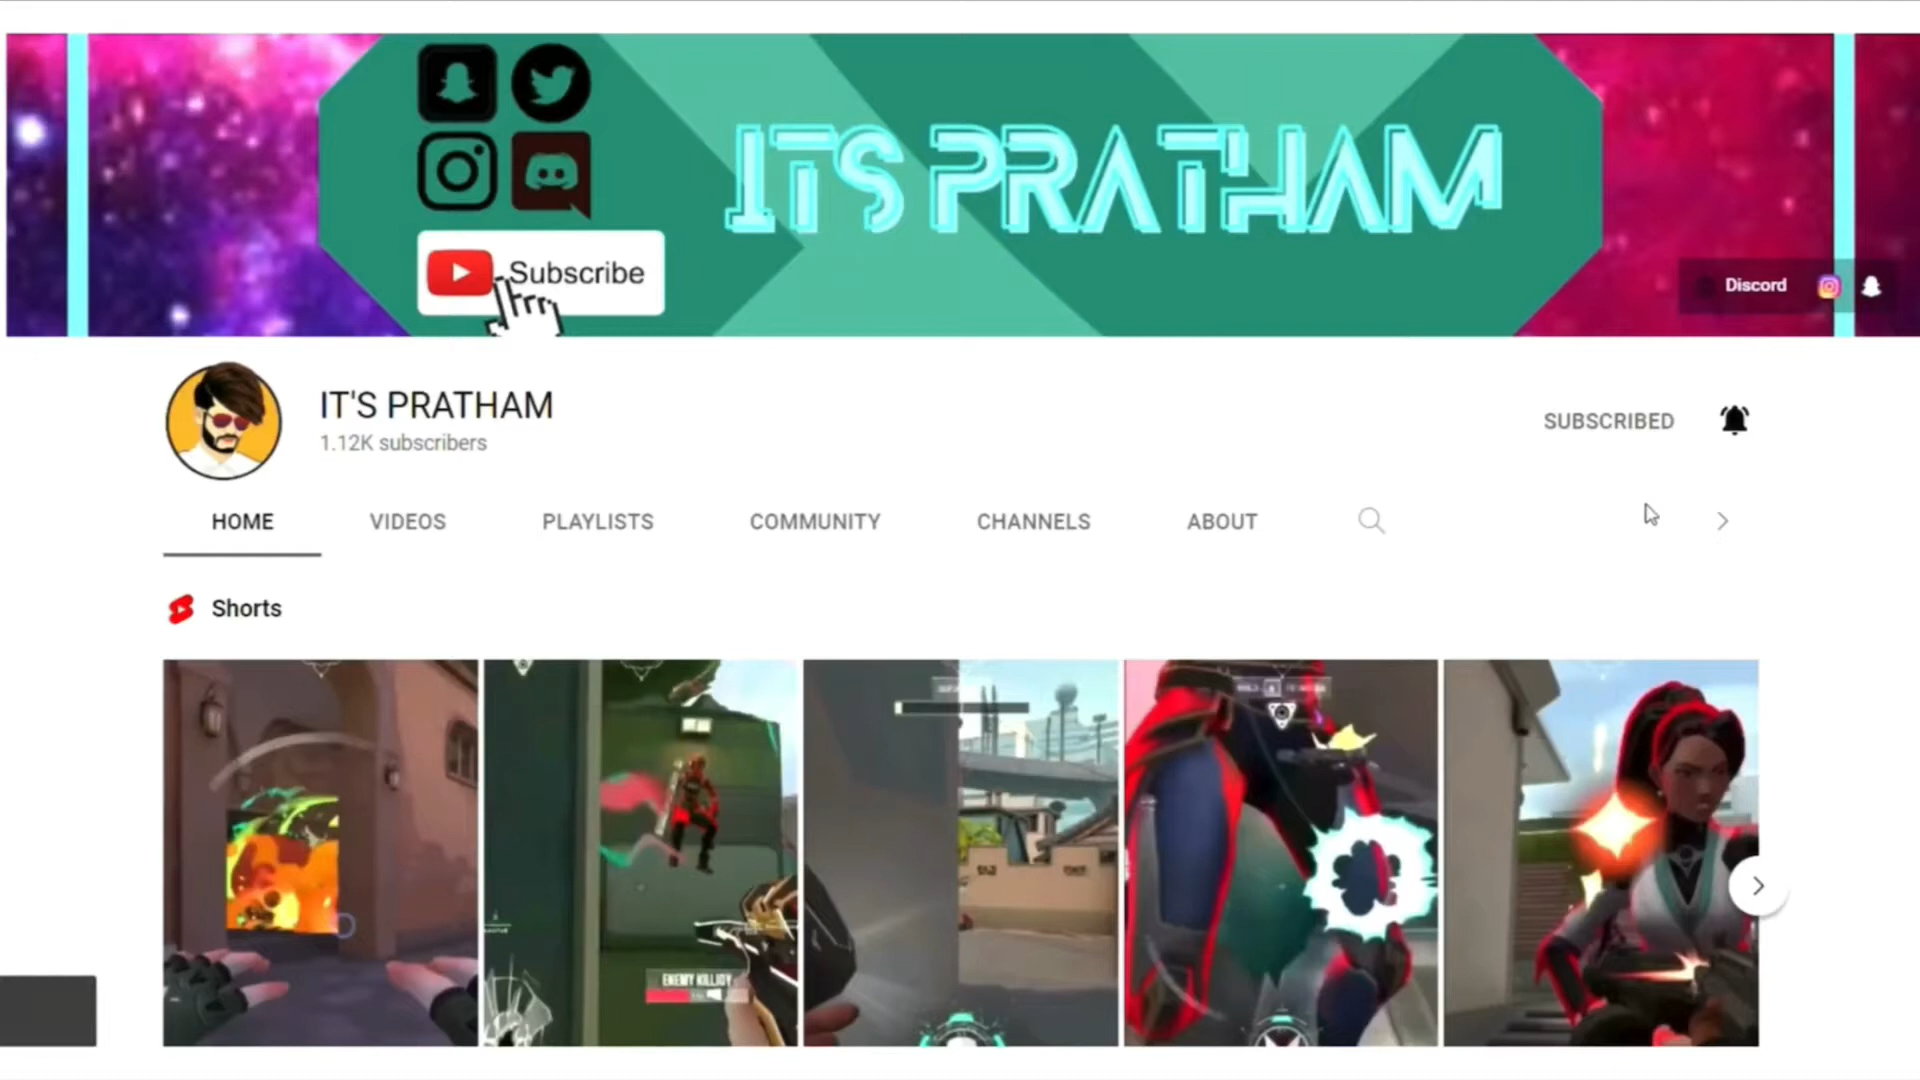 ITS PRATHAM
Subscribe
Discord
IT'S PRATHAM
1.12K subscribers
SUBSCRIBED
HOME
VIDEOS
PLAYLISTS
COMMUNITY
CHANNELS
ABOUT
Shorts
ENEMY KILLJOY